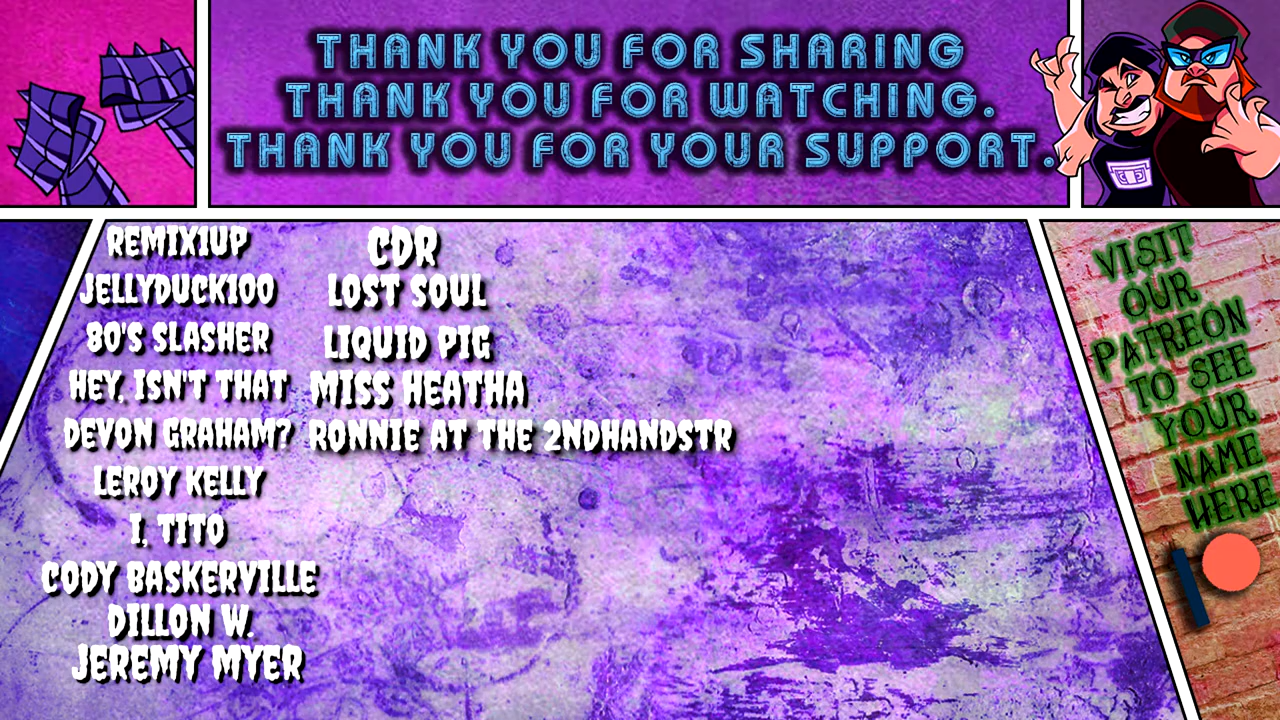 THANK YOU FOR SHARING
THANK YOU FOR WATCHING.
THANK YOU FOR YOUR SUPPORT.
REMIX1UP
JELLYDUCK100
80'S SLASHER
HEY, ISN'T THAT
DEVON GRAHAM?
LEROY KELLY
I, TITO
CODY BASKERVILLE
DILLON W.
JEREMY MYER
CDR
LOST SOUL
LIQUID PIG
MISS HEATHA
RONNIE AT THE 2NDHANDSTR
VISIT
OUR
PATREON
TO SEE
YOUR
NAME
HERE